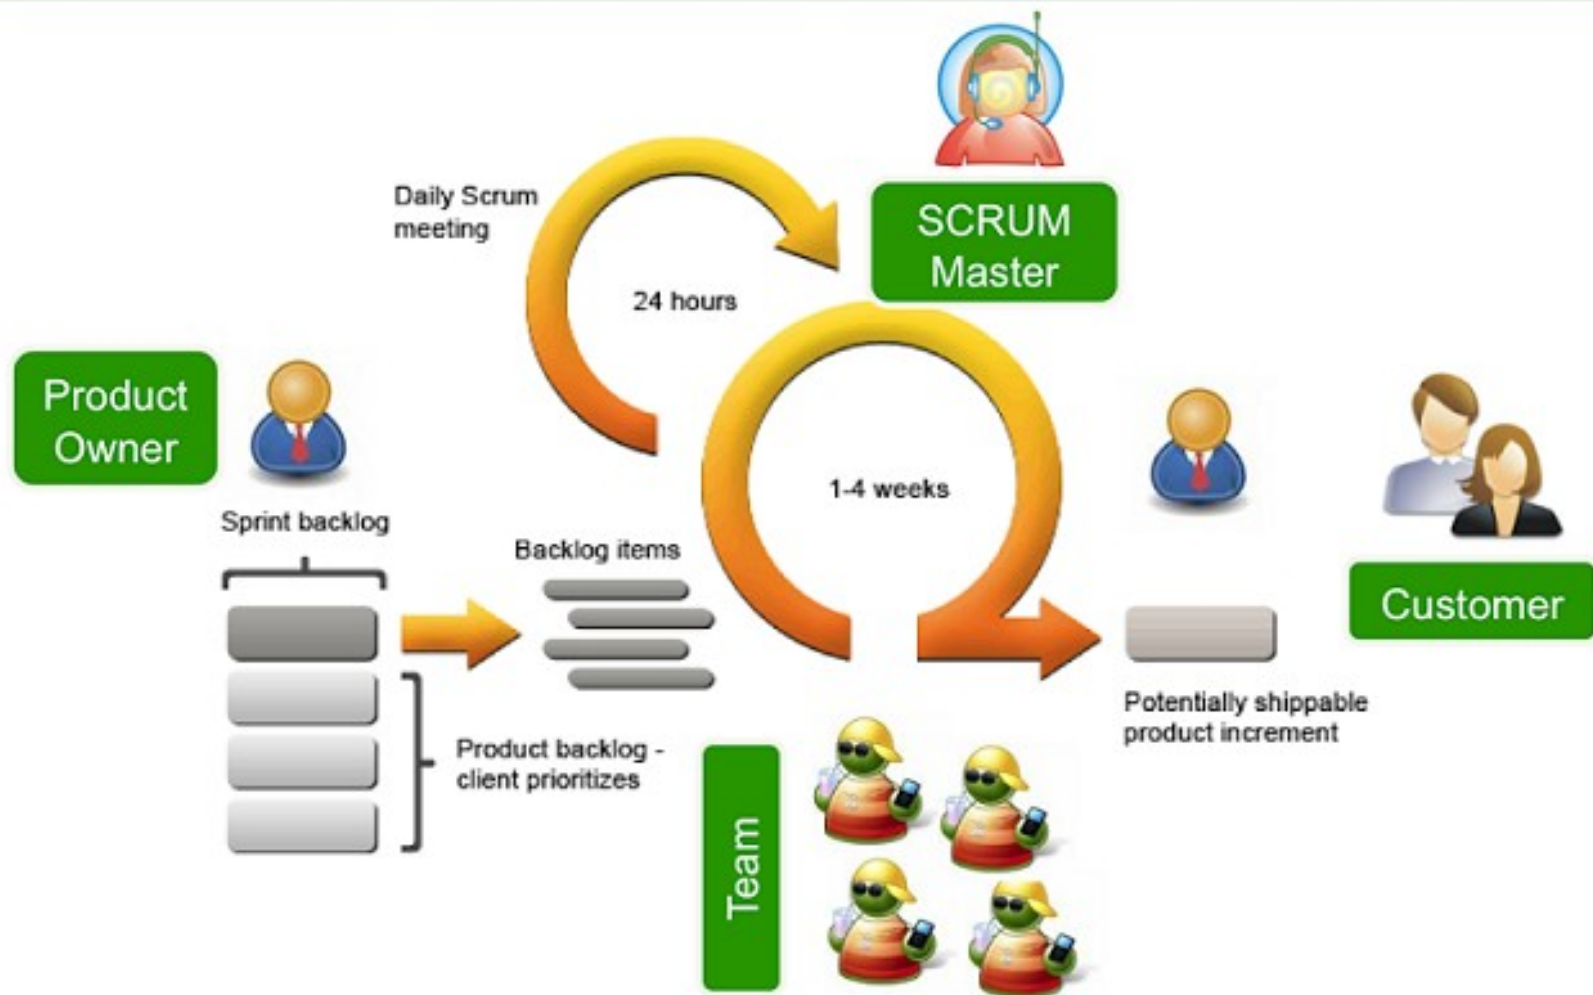 SCRUM
Master
Daily Scrum
meeting
24 hours
Product
Owner
1-4 weeks
Sprint backlog
Backlog items
Customer
Potentially shippable
product increment
Product backlog -
client prioritizes
Team